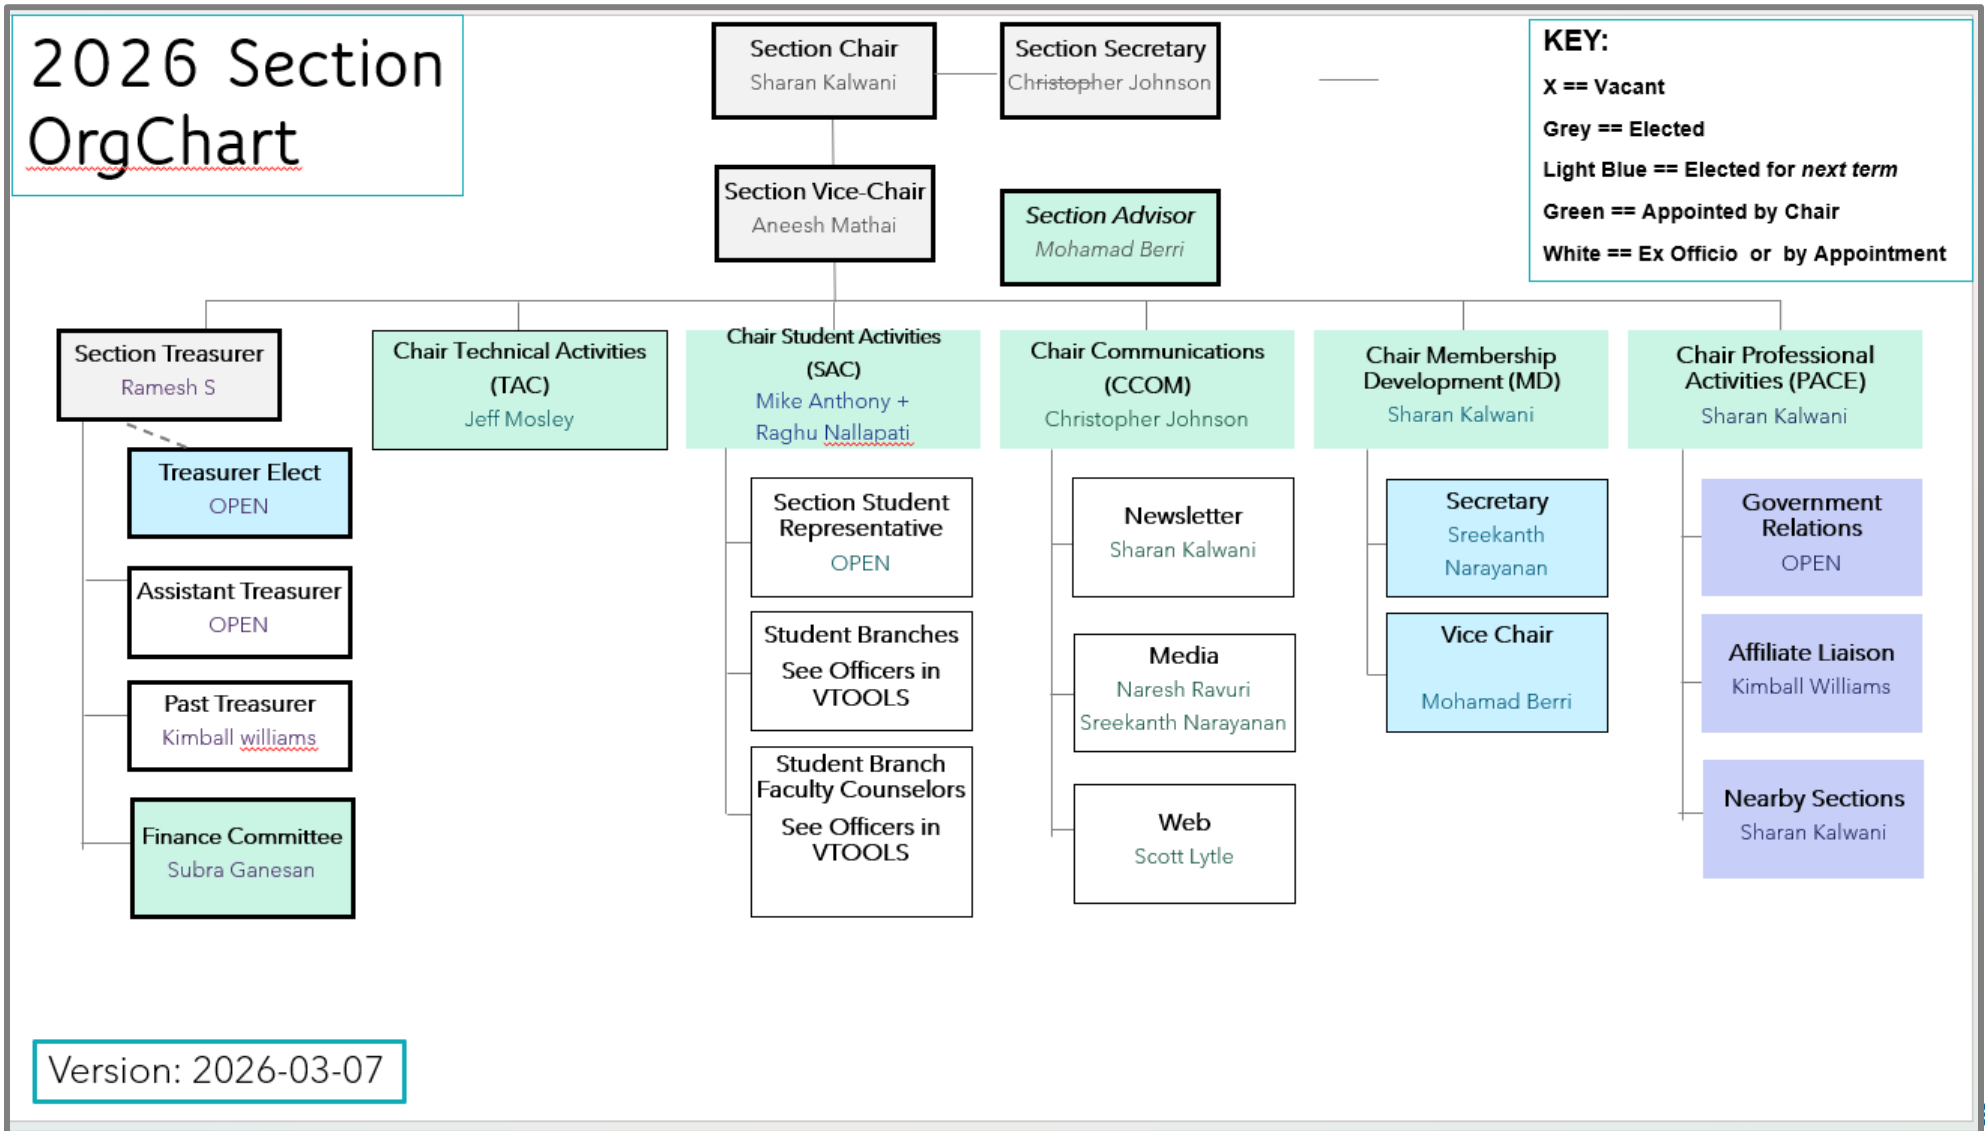 2026 Section
OrgChart
Section Chair
Sharan Kalwani
Section Secretary
Christopher Johnson
KEY:
X == Vacant
Grey == Elected
Light Blue == Elected for next term
Green == Appointed by Chair
White == Ex Officio or by Appointment
Section Vice-Chair
Aneesh Mathai
Section Advisor
Mohamad Berri
Section Treasurer
Ramesh S
Chair Technical Activities
(TAC)
Jeff Mosley
Chair Student Activities
(SAC)
Mike Anthony +
Raghu Nallapati
Chair Communications
(CCOM)
Christopher Johnson
Chair Membership
Development (MD)
Sharan Kalwani
Chair Professional
Activities (PACE)
Sharan Kalwani
Treasurer Elect
OPEN
Assistant Treasurer
OPEN
Past Treasurer
Kimball williams
Finance Committee
Subra Ganesan
Section Student
Representative
OPEN
Student Branches
See Officers in
VTOOLS
Student Branch
Faculty Counselors
See Officers in
VTOOLS
Newsletter
Sharan Kalwani
Media
Naresh Ravuri
Sreekanth Narayanan
Web
Scott Lytle
Secretary
Sreekanth
Narayanan
Vice Chair
Mohamad Berri
Government
Relations
OPEN
Affiliate Liaison
Kimball Williams
Nearby Sections
Sharan Kalwani
Version: 2026-03-07